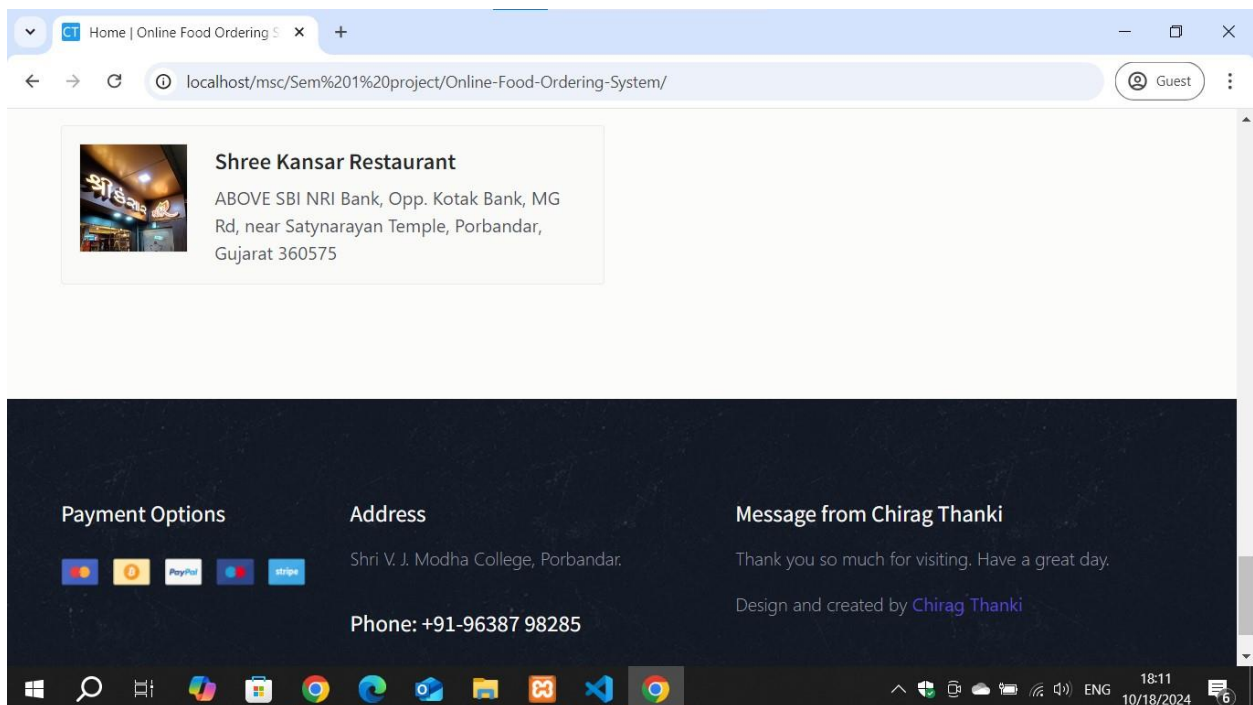 CT Home | Online Food Ordering S
localhost/msc/Sem%201%20project/Online-Food-Ordering-System/
Guest
શ્રી કંસાર
Shree Kansar Restaurant
ABOVE SBI NRI Bank, Opp. Kotak Bank, MG
Rd, near Satynarayan Temple, Porbandar,
Gujarat 360575
Payment Options
Address
Message from Chirag Thanki
PayPal
stripe
Shri V. J. Modha College, Porbandar.
Thank you so much for visiting. Have a great day.
Design and created by Chirag Thanki
Phone: +91-96387 98285
ENG
18:11
10/18/2024
6